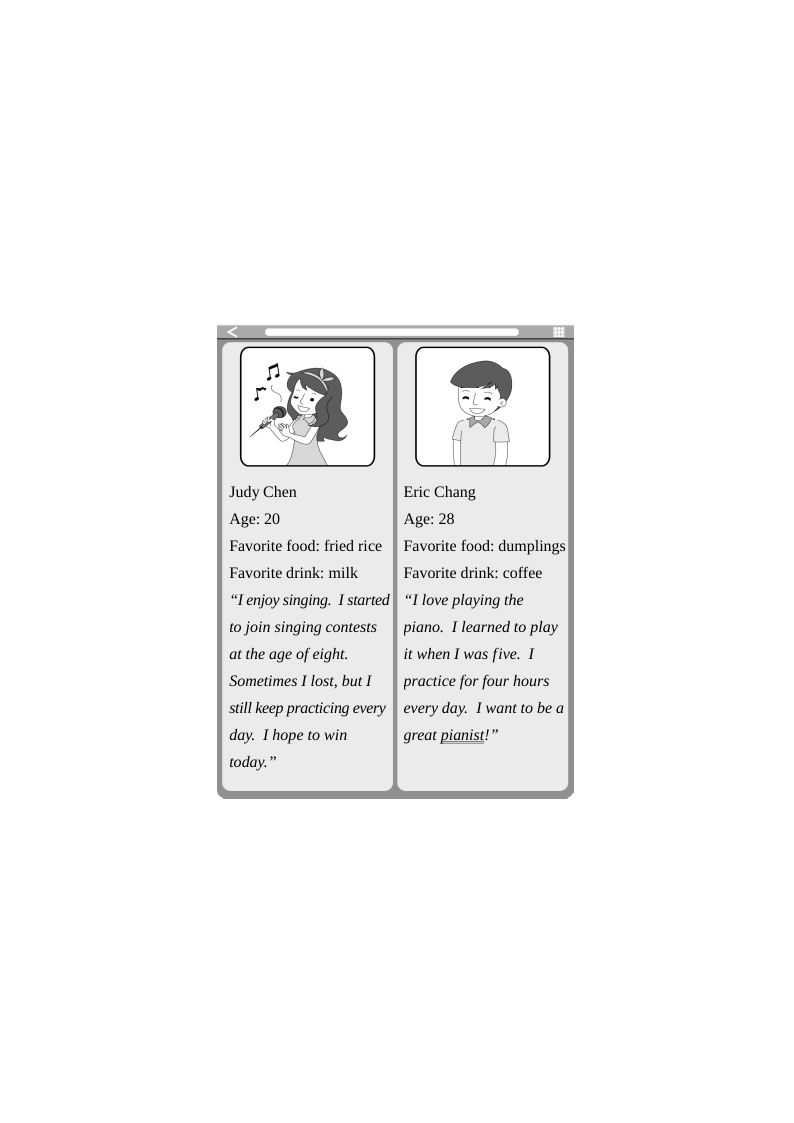 Judy Chen
Age: 20
Favorite food: fried rice
Favorite drink: milk
“I enjoy singing.  I started
to join singing contests
at the age of eight.
Sometimes I lost, but I
still keep practicing every
day.  I hope to win
today.”
Eric Chang
Age: 28
Favorite food: dumplings
Favorite drink: coffee
“I love playing the
piano.  I learned to play
it when I was five.  I
practice for four hours
every day.  I want to be a
great pianist!”